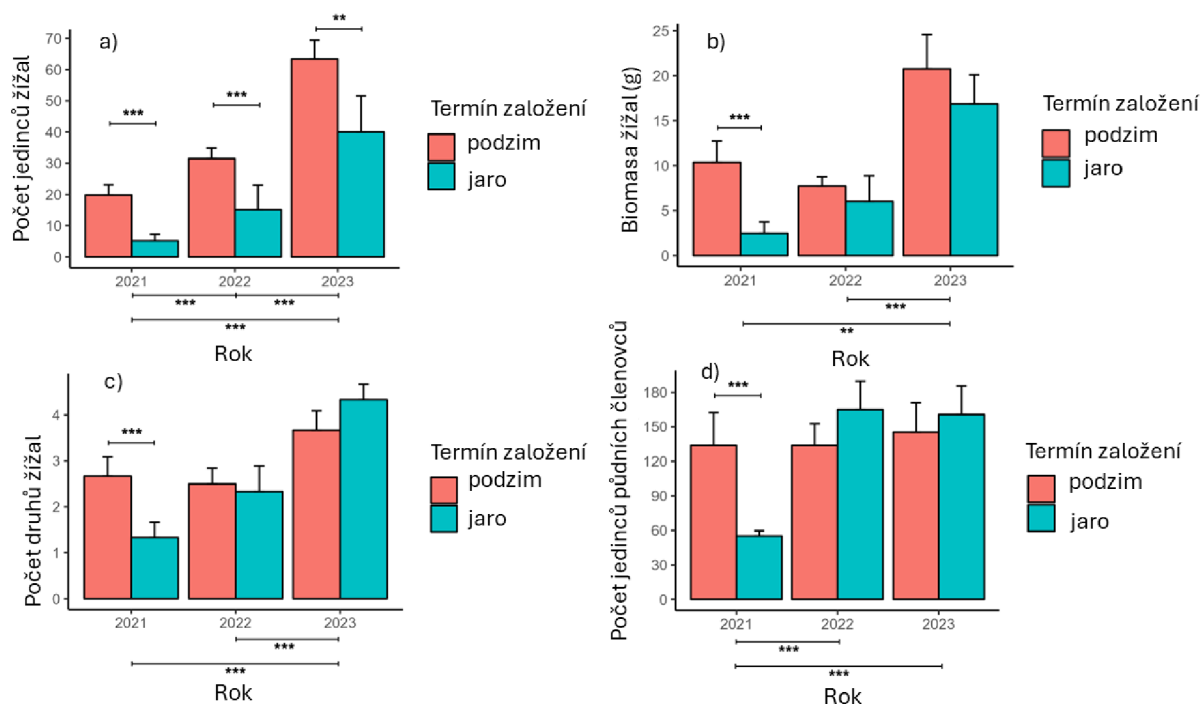 a)
Počet jedinců žížal
70
60
50
40
30
20
10
0
***
***
**
2021
2022
2023
***
***
***
Rok
Termín založení
podzim
jaro
b)
Biomasa žížal (g)
25
20
15
10
5
0
***
2021
2022
2023
***
**
Rok
Termín založení
podzim
jaro
c)
Počet druhů žížal
4
3
2
1
0
***
2021
2022
2023
***
***
Rok
Termín založení
podzim
jaro
d)
Počet jedinců půdních členovců
180
150
120
90
60
30
0
***
2021
2022
2023
***
***
Rok
Termín založení
podzim
jaro